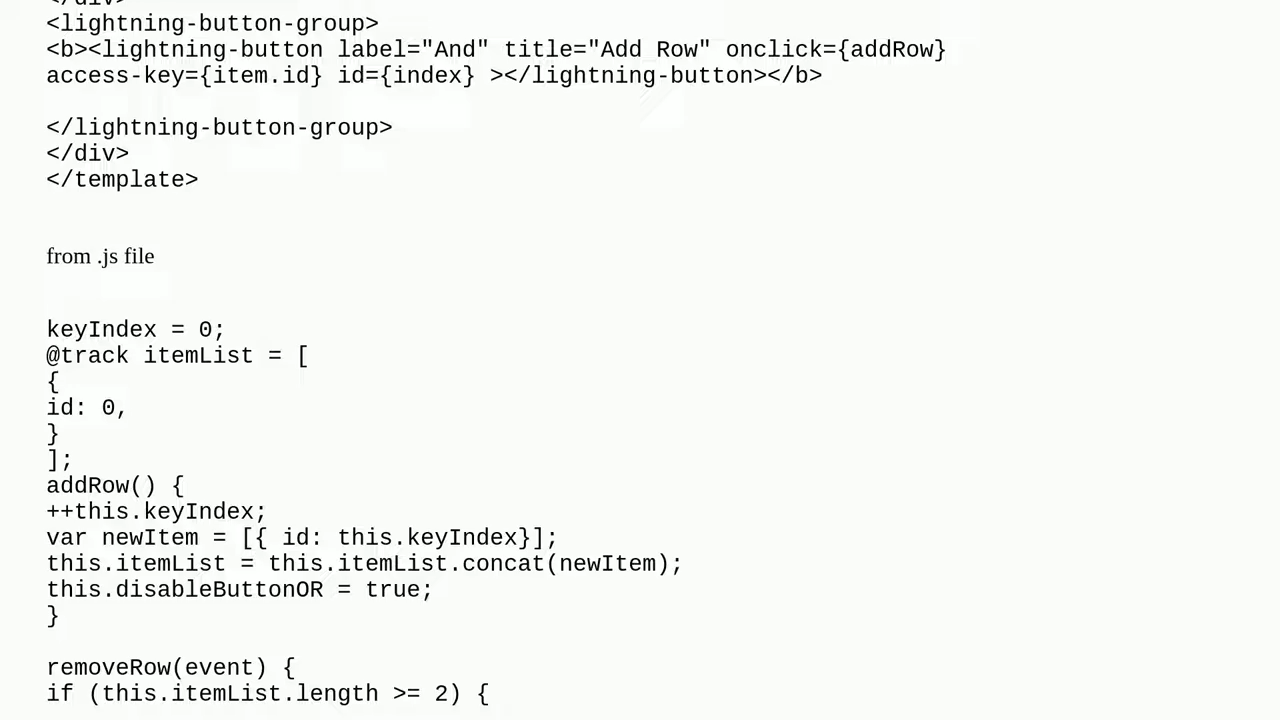 </div>
<lightning-button-group>
<b><lightning-button label="And" title="Add Row" onclick={addRow}
access-key={item.id} id={index} ></lightning-button></b>
</lightning-button-group>
</div>
</template>
from .js file
keyIndex = 0;
@track itemList = [
{
id: 0,
}
];
addRow() {
++this.keyIndex;
var newItem = [{ id: this.keyIndex}];
this.itemList = this.itemList.concat(newItem);
this.disableButtonOR = true;
}
removeRow(event) {
if (this.itemList.length >= 2) {